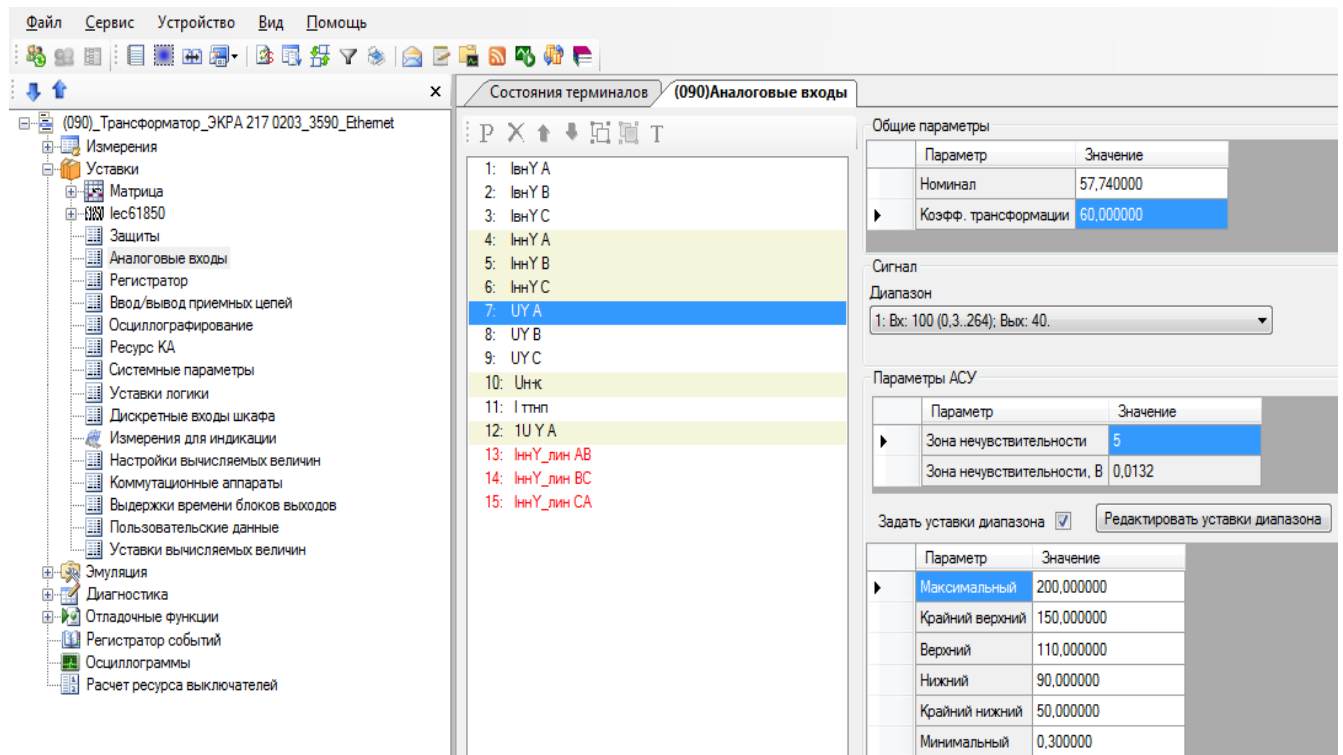 Файл Сервис Устройство Вид Помощь
(090)_Трансформатор_ЭКРА 217 0203_3590_Ethernet
Измерения
Уставки
Матрица
61850 Iec61850
Защиты
Аналоговые входы
Регистратор
Ввод/вывод приемных цепей
Осциллографирование
Ресурс КА
Системные параметры
Уставки логики
Дискретные входы шкафа
Измерения для индикации
Настройки вычисляемых величин
Коммутационные аппараты
Выдержки времени блоков выходов
Пользовательские данные
Уставки вычисляемых величин
Эмуляция
Диагностика
Отладочные функции
Регистратор событий
Осциллограммы
Расчет ресурса выключателей
Состояния терминалов (090)Аналоговые входы
P T
1: IвнY A
2: IвнY B
3: IвнY C
4: IннY A
5: IннY B
6: IннY C
7: UY A
8: UY B
9: UY C
10: Uн-к
11: I ттнп
12: 1U Y A
13: IннY_лин AB
14: IннY_лин BC
15: IннY_лин CA
Общие параметры
Параметр Значение
Номинал 57,740000
Коэфф. трансформации 60,000000
Сигнал
Диапазон
1: Вх: 100 (0,3..264); Вых: 40.
Параметры АСУ
Параметр Значение
Зона нечувствительности 5
Зона нечувствительности, В 0,0132
Задать уставки диапазона Редактировать уставки диапазона
Параметр Значение
Максимальный 200,000000
Крайний верхний 150,000000
Верхний 110,000000
Нижний 90,000000
Крайний нижний 50,000000
Минимальный 0,300000